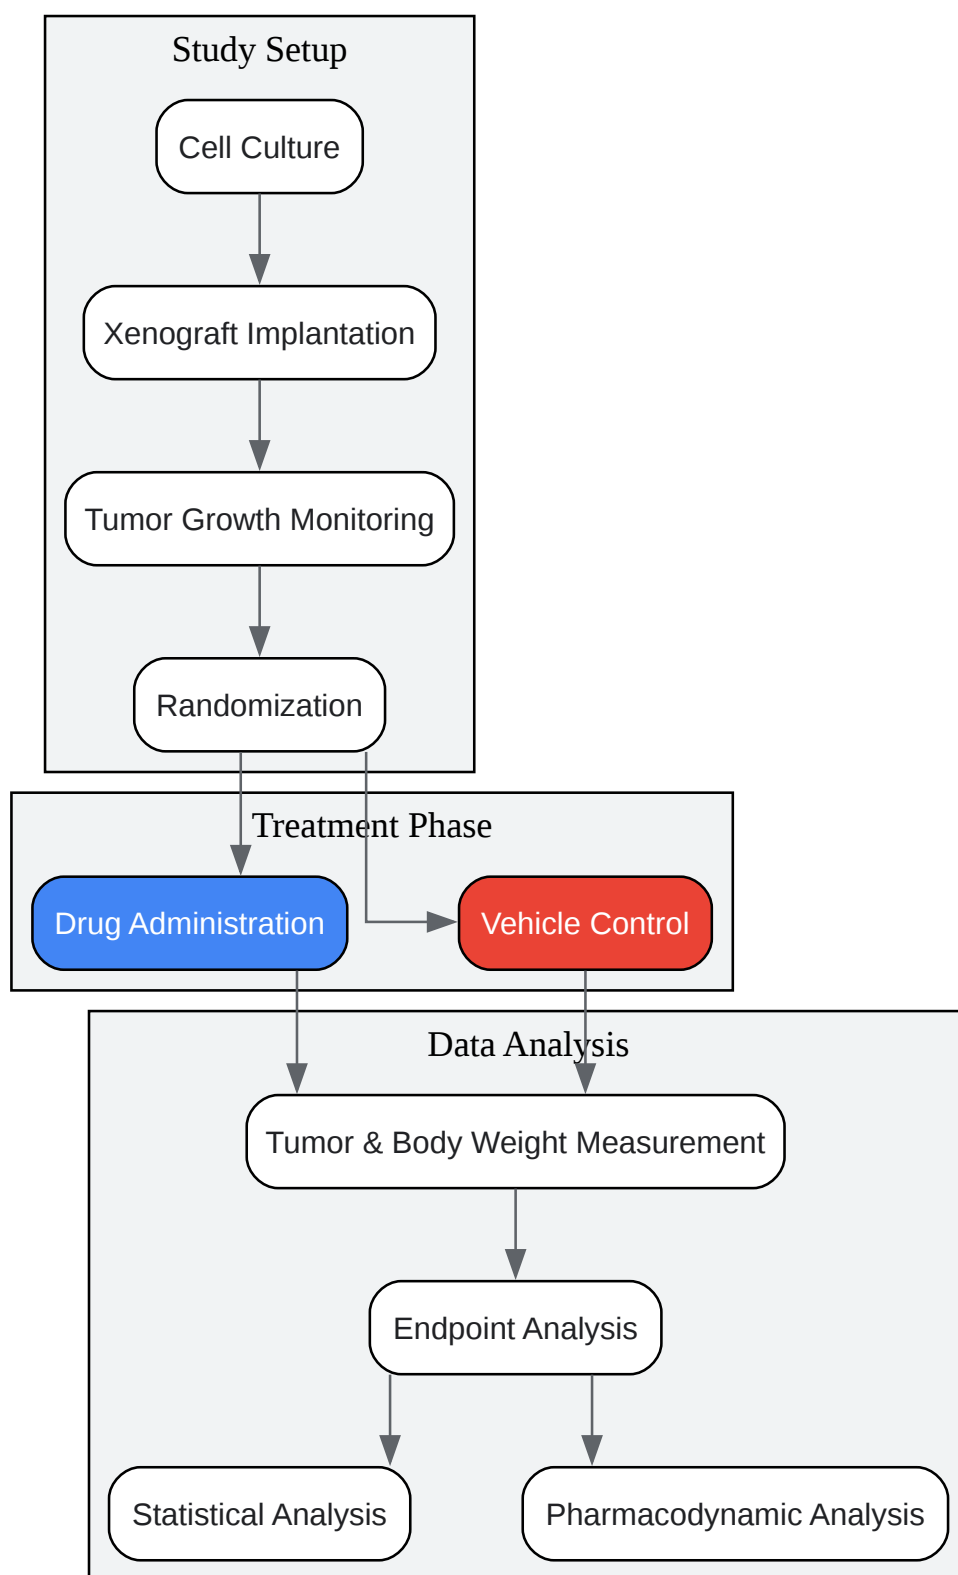 Study Setup
Cell Culture
Xenograft Implantation
Tumor Growth Monitoring
Randomization
Treatment Phase
Drug Administration
Vehicle Control
Data Analysis
Tumor & Body Weight Measurement
Endpoint Analysis
Statistical Analysis
Pharmacodynamic Analysis